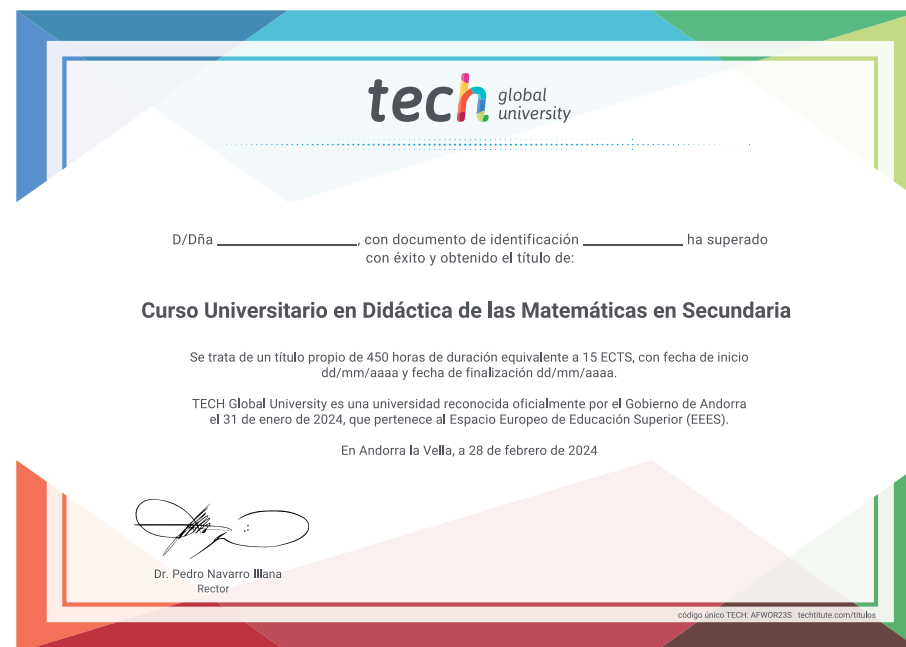 tech global
university
D/Dña ____________________, con documento de identificación ______________ ha superado
con éxito y obtenido el título de:
Curso Universitario en Didáctica de las Matemáticas en Secundaria
Se trata de un título propio de 450 horas de duración equivalente a 15 ECTS, con fecha de inicio
dd/mm/aaaa y fecha de finalización dd/mm/aaaa.
TECH Global University es una universidad reconocida oficialmente por el Gobierno de Andorra
el 31 de enero de 2024, que pertenece al Espacio Europeo de Educación Superior (EEES).
En Andorra la Vella, a 28 de febrero de 2024
Dr. Pedro Navarro Illana
Rector
código único TECH: AFWOR23S techtitute.com/titulos